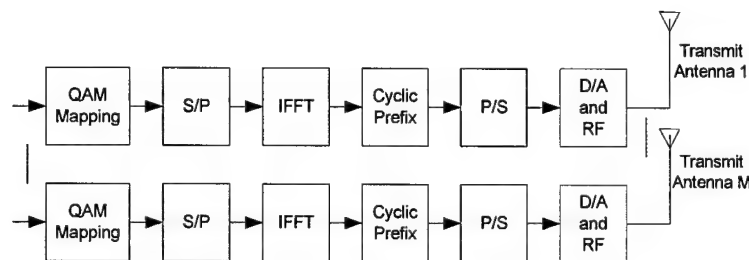 QAM
Mapping
S/P
IFFT
Cyclic
Prefix
P/S
D/A
and
RF
Transmit
Antenna 1
QAM
Mapping
S/P
IFFT
Cyclic
Prefix
P/S
D/A
and
RF
Transmit
Antenna M